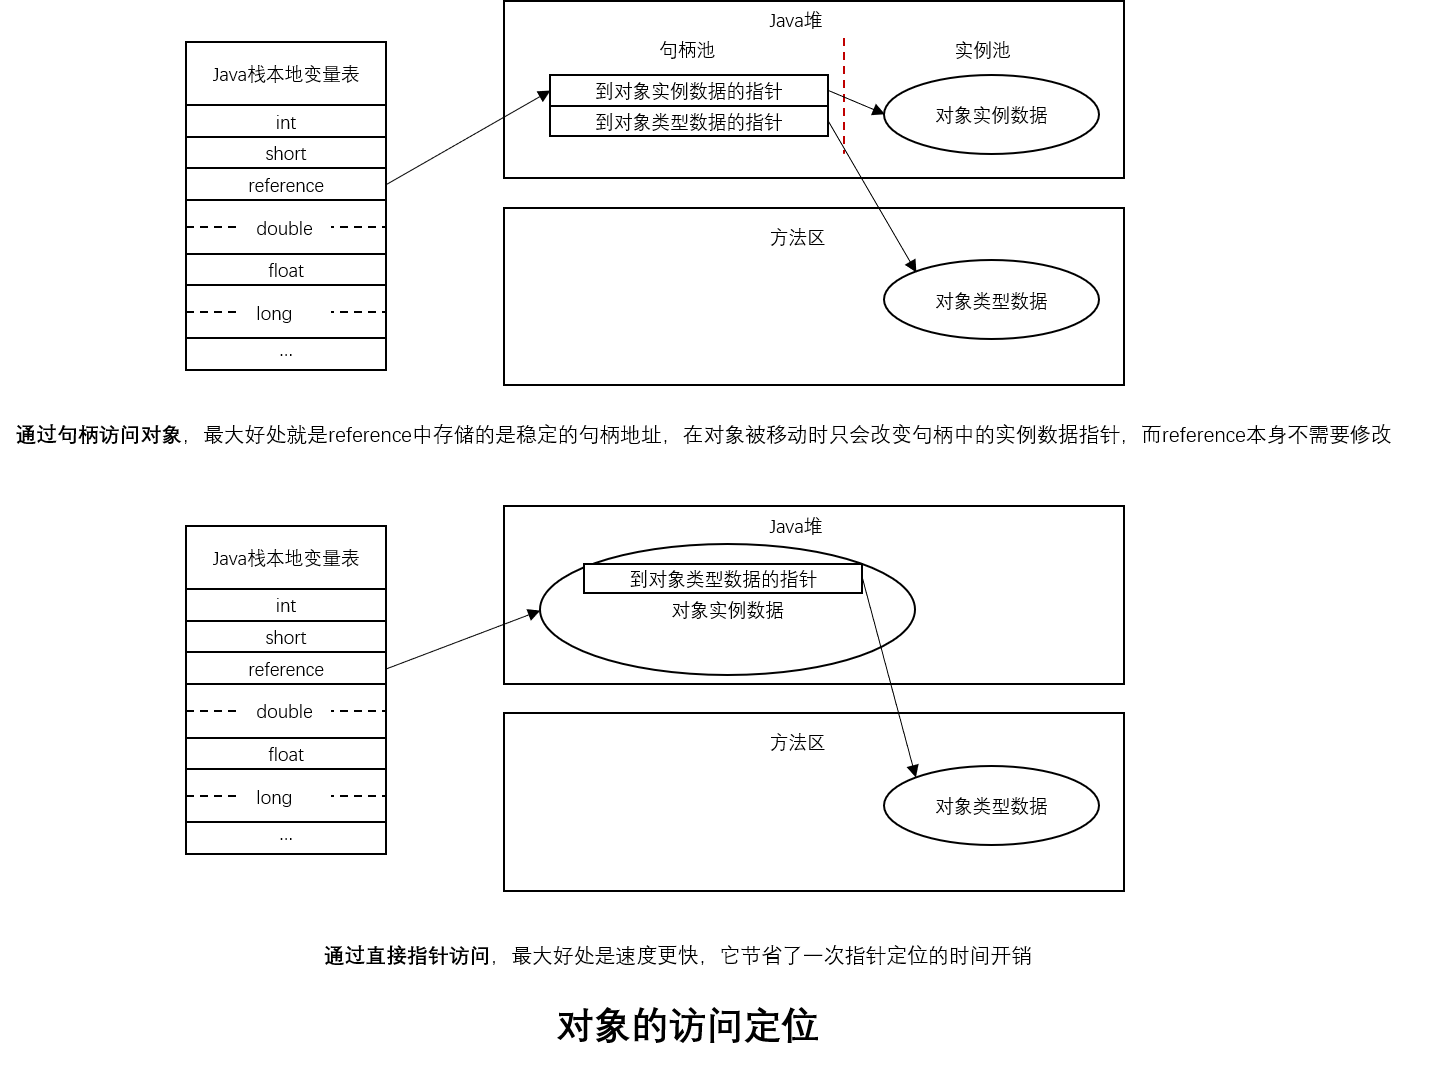 Java堆
句柄池
实例池
Java栈本地变量表
到对象实例数据的指针
到对象类型数据的指针
对象实例数据
int
short
reference
double
float
long
...
方法区
对象类型数据
通过句柄访问对象，最大好处就是reference中存储的是稳定的句柄地址，在对象被移动时只会改变句柄中的实例数据指针，而reference本身不需要修改
Java堆
Java栈本地变量表
到对象类型数据的指针
对象实例数据
int
short
reference
double
float
long
...
方法区
对象类型数据
通过直接指针访问，最大好处是速度更快，它节省了一次指针定位的时间开销
对象的访问定位